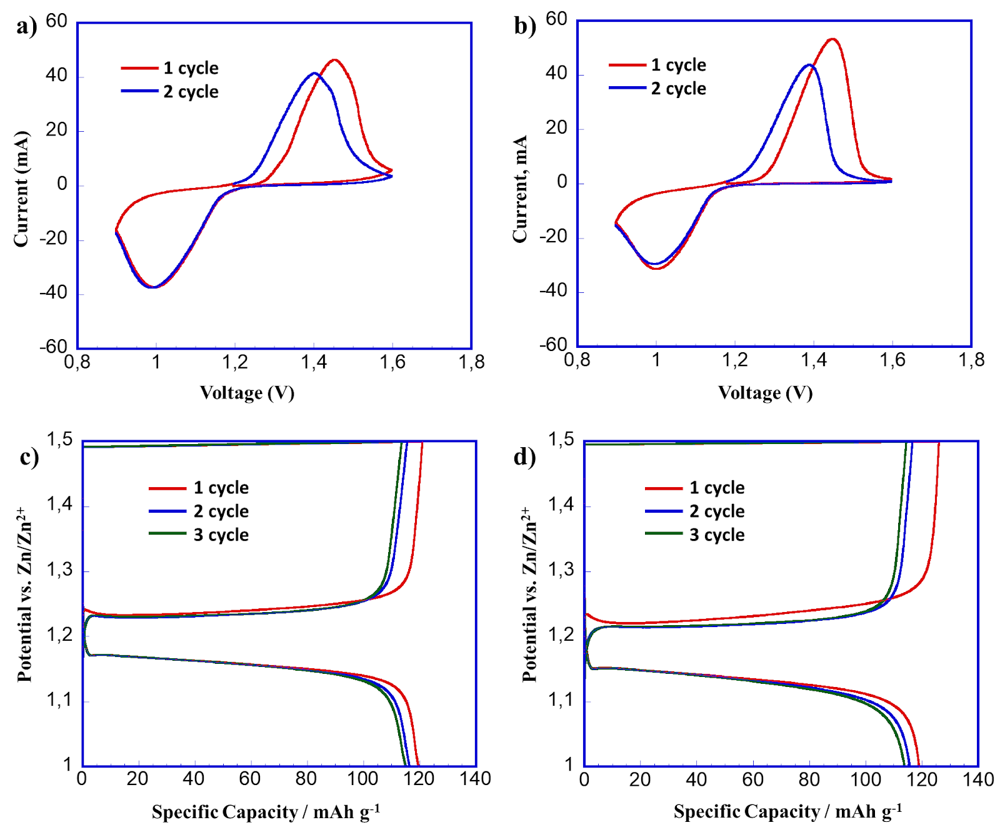 a)
60
40
20
0
-20
-40
-60
0,8
1
1,2
1,4
1,6
1,8
1 cycle
2 cycle
Current (mA)
Voltage (V)
b)
60
40
20
0
-20
-40
-60
0,8
1
1,2
1,4
1,6
1,8
1 cycle
2 cycle
Current, mA
Voltage (V)
c)
1,5
1,4
1,3
1,2
1,1
1
0
20
40
60
80
100
120
140
1 cycle
2 cycle
3 cycle
Potential vs. Zn/Zn²⁺
Specific Capacity / mAh g⁻¹
d)
1,5
1,4
1,3
1,2
1,1
1
0
20
40
60
80
100
120
140
1 cycle
2 cycle
3 cycle
Potential vs. Zn/Zn²⁺
Specific Capacity / mAh g⁻¹